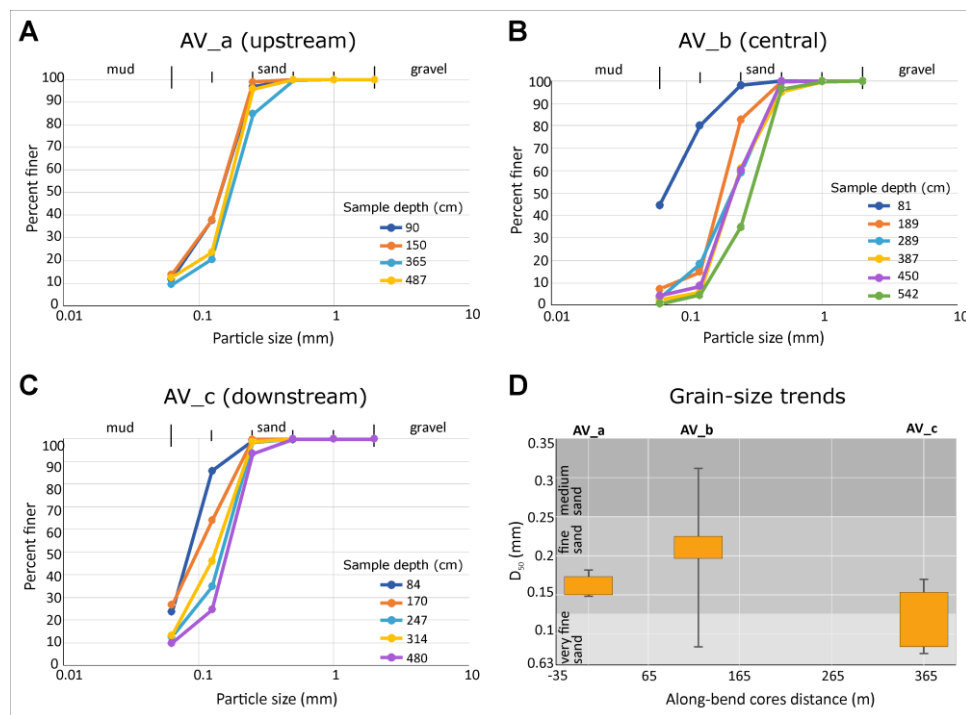 A
AV_a (upstream)
mud sand gravel
Percent finer
100
90
80
70
60
50
40
30
20
10
0
0.01 0.1 1 10
Particle size (mm)
Sample depth (cm)
90
150
365
487
B
AV_b (central)
mud sand gravel
Percent finer
100
90
80
70
60
50
40
30
20
10
0
0.01 0.1 1 10
Particle size (mm)
Sample depth (cm)
81
189
289
387
450
542
C
AV_c (downstream)
mud sand gravel
Percent finer
100
90
80
70
60
50
40
30
20
10
0
0.01 0.1 1 10
Particle size (mm)
Sample depth (cm)
84
170
247
314
480
D
Grain-size trends
AV_a AV_b AV_c
D50 (mm)
0.35
0.3
0.25
0.2
0.15
0.1
0.63
medium
sand
fine
sand
very fine
sand
-35 65 165 265 365
Along-bend cores distance (m)